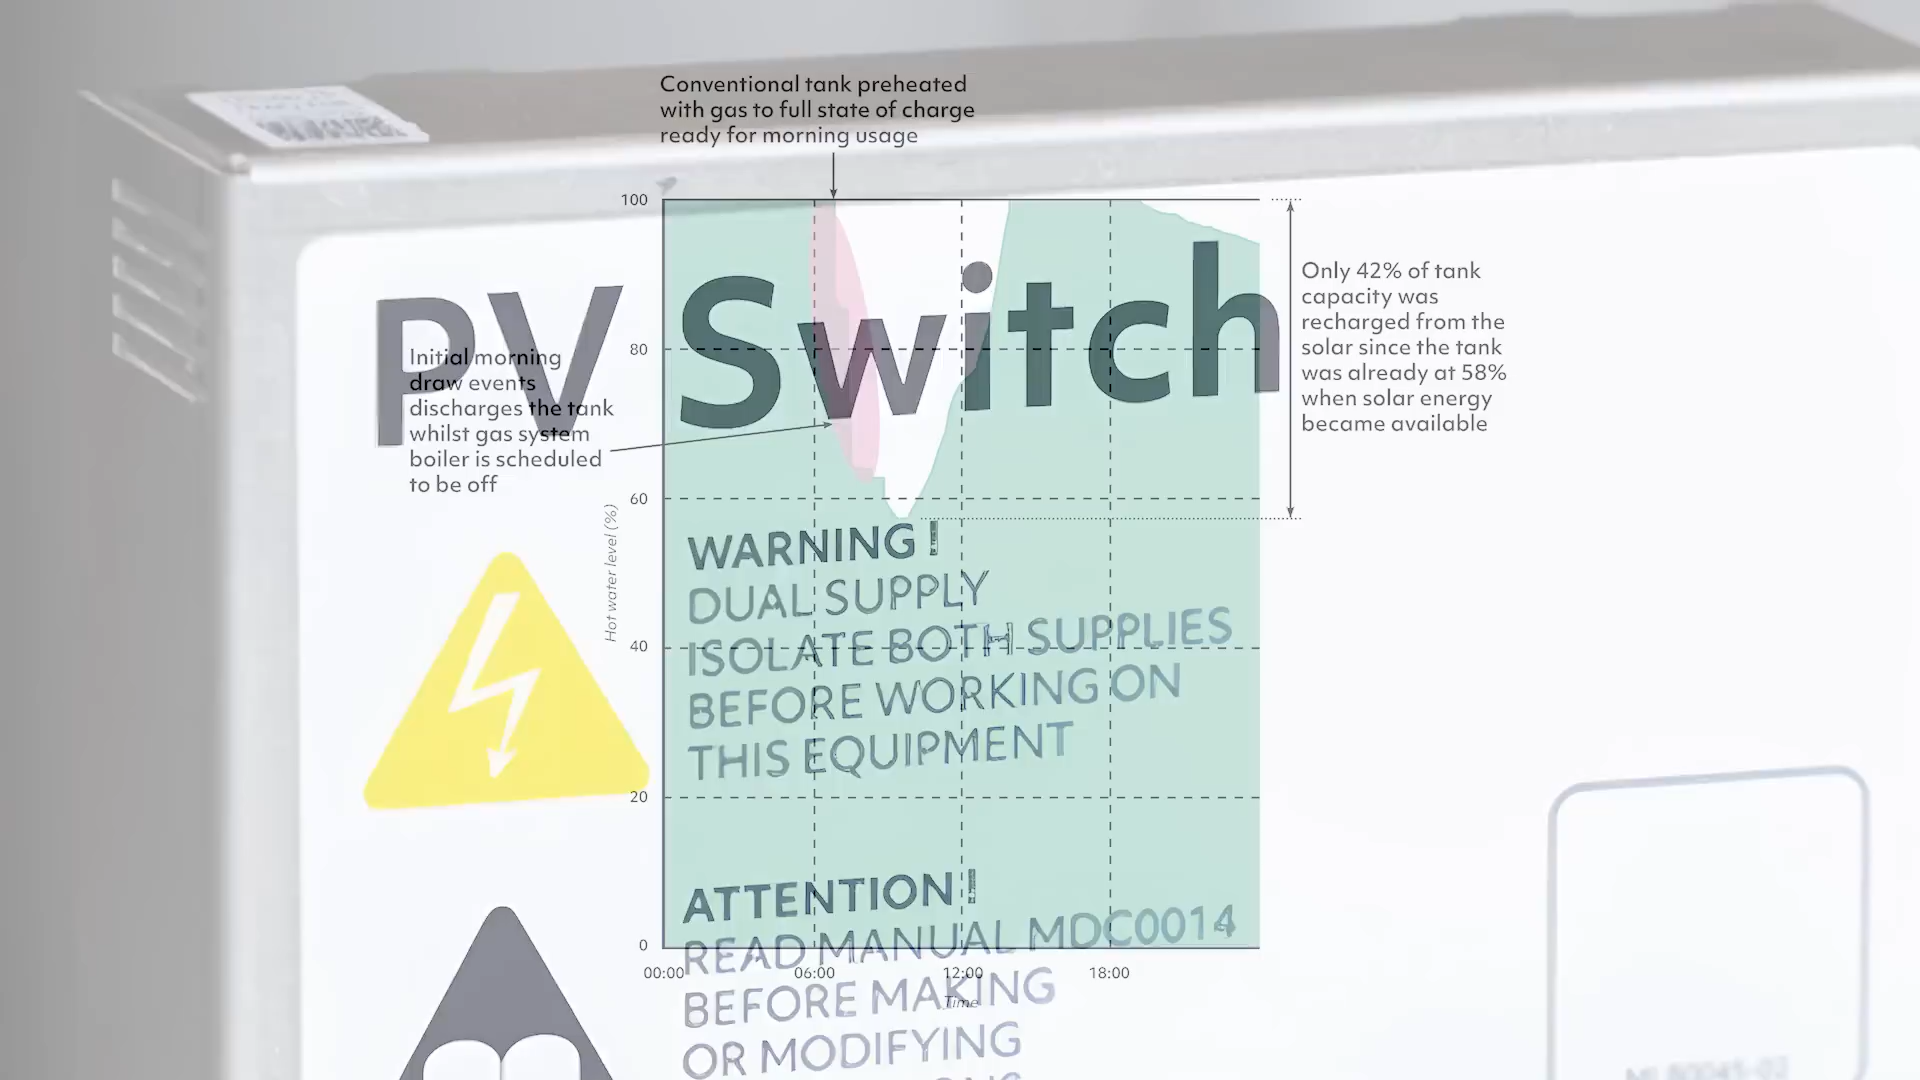 Conventional tank preheated
with gas to full state of charge
ready for morning usage
PV Switch
Initial morning
draw events
discharges the tank
whilst gas system
boiler is scheduled
to be off
Only 42% of tank
capacity was
recharged from the
solar since the tank
was already at 58%
when solar energy
became available
Hot water level (%)
100
80
60
40
20
0
00:00 06:00 12:00 18:00
Time
WARNING!
DUAL SUPPLY
ISOLATE BOTH SUPPLIES
BEFORE WORKING ON
THIS EQUIPMENT
ATTENTION!
READ MANUAL MDC0014
BEFORE MAKING
OR MODIFYING